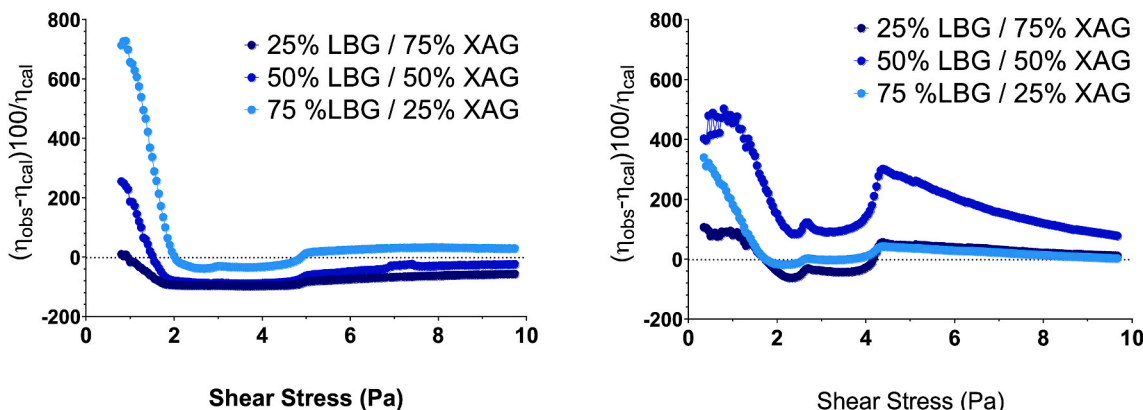 800
600
400
200
0
-200
0
2
4
6
8
10
(ηobs-ηcal)100/ηcal
Shear Stress (Pa)
25% LBG / 75% XAG
50% LBG / 50% XAG
75 %LBG / 25% XAG
800
600
400
200
0
-200
0
2
4
6
8
10
(ηobs-ηcal)100/ηcal
Shear Stress (Pa)
25% LBG / 75% XAG
50% LBG / 50% XAG
75 %LBG / 25% XAG